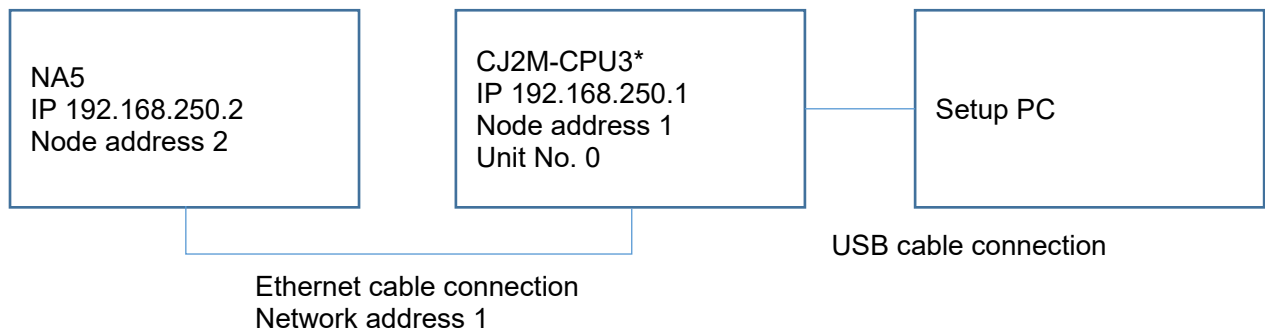 NA5
IP 192.168.250.2
Node address 2
CJ2M-CPU3*
IP 192.168.250.1
Node address 1
Unit No. 0
Setup PC
USB cable connection
Ethernet cable connection
Network address 1